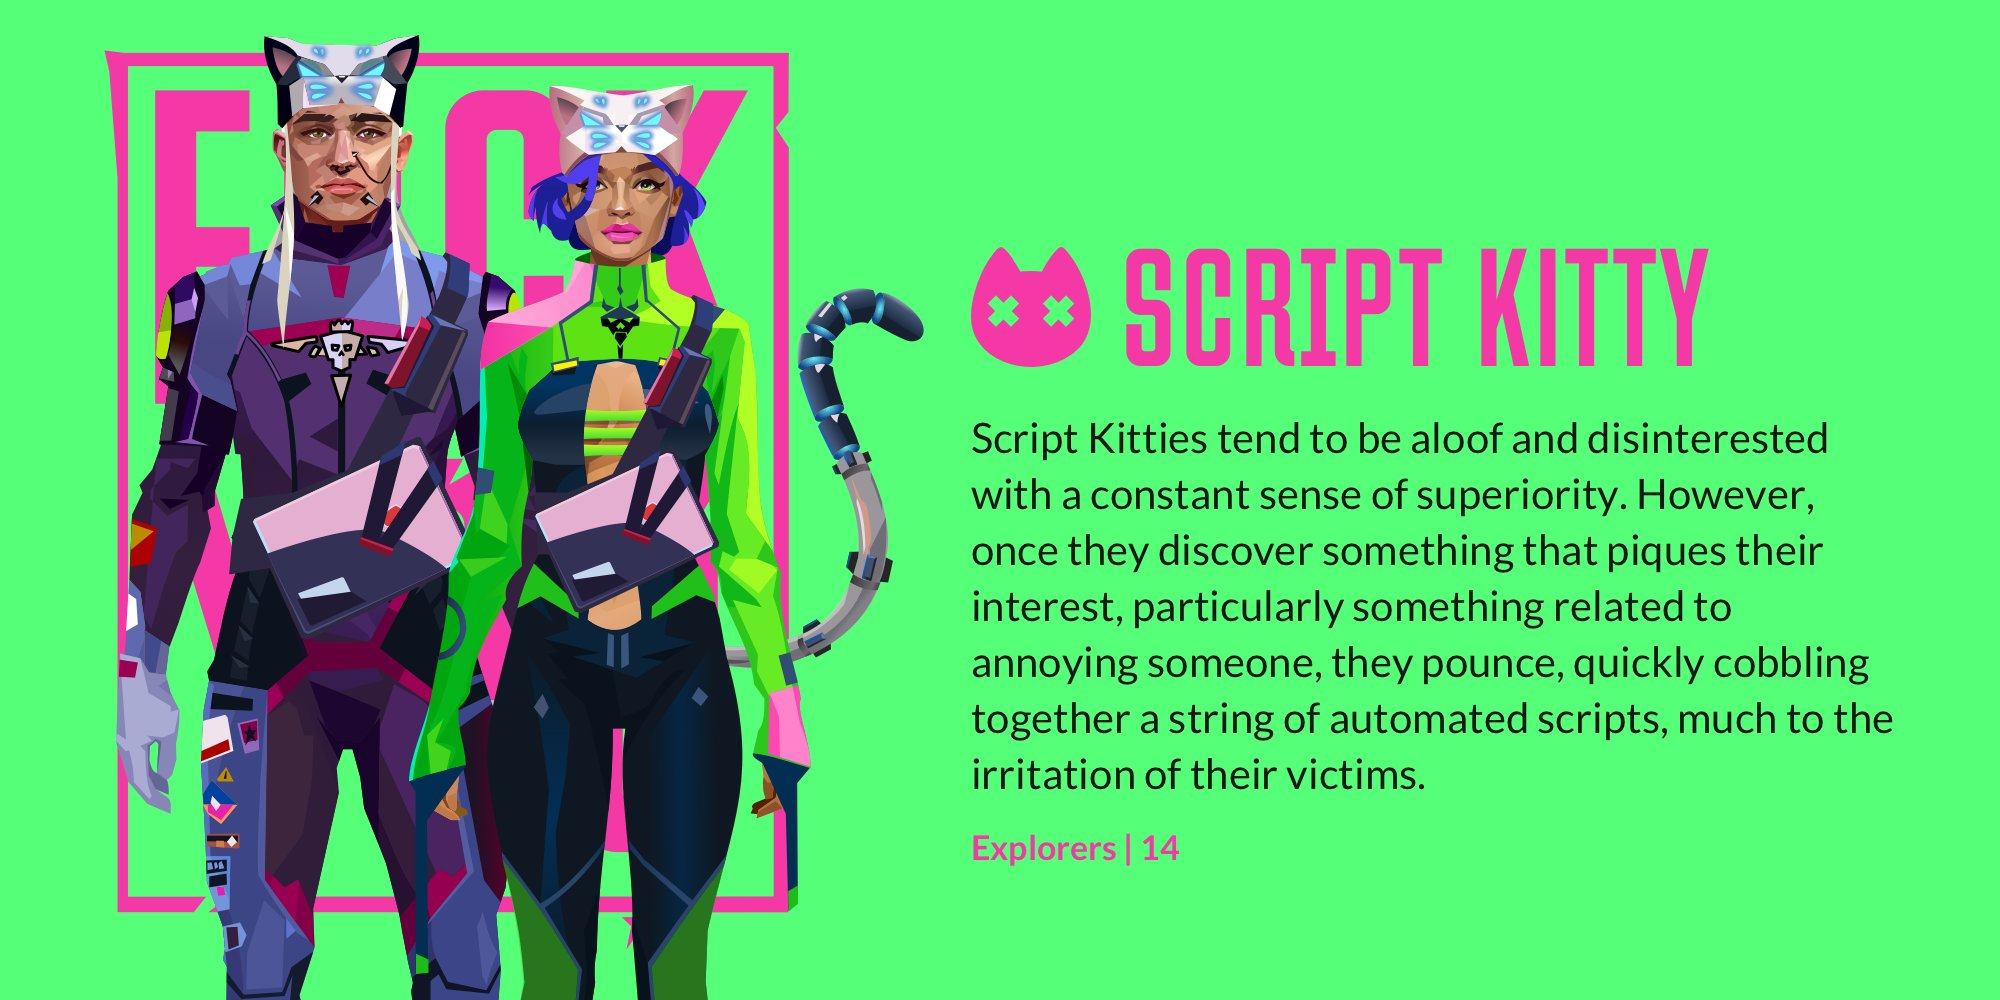 SCRIPT KITTY
Script Kitties tend to be aloof and disinterested
with a constant sense of superiority. However,
once they discover something that piques their
interest, particularly something related to
annoying someone, they pounce, quickly cobbling
together a string of automated scripts, much to the
irritation of their victims.
Explorers | 14